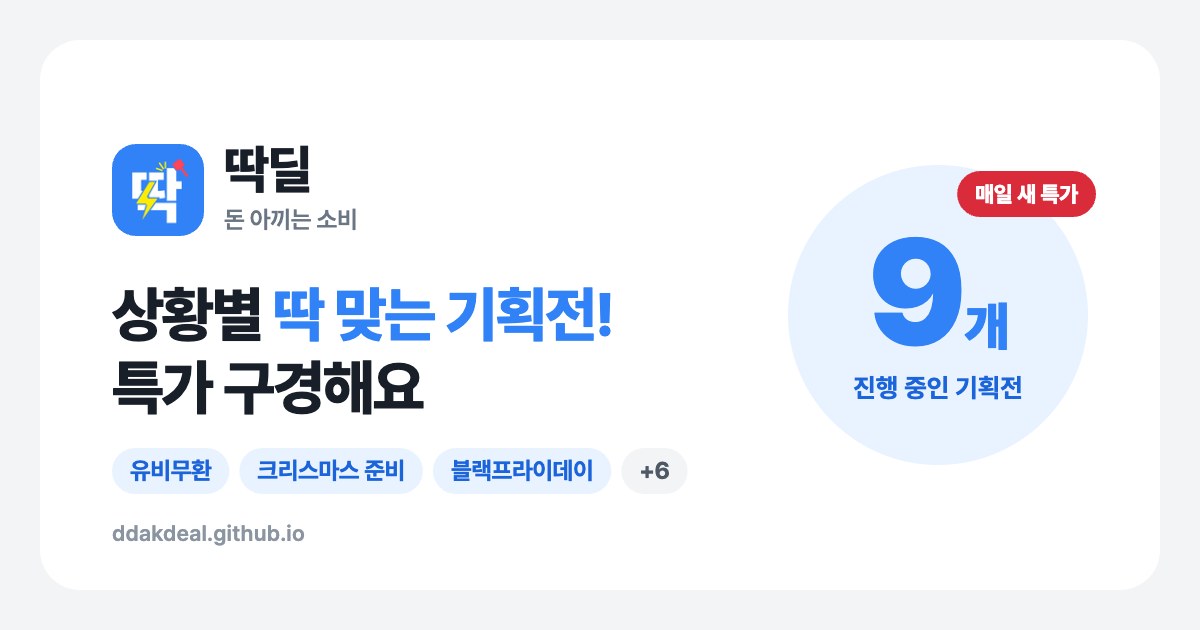 딱
딱딜
돈 아끼는 소비
상황별 딱 맞는 기획전!
특가 구경해요
유비무환 크리스마스 준비 블랙프라이데이 +6
ddakdeal.github.io
매일 새 특가
9개
진행 중인 기획전